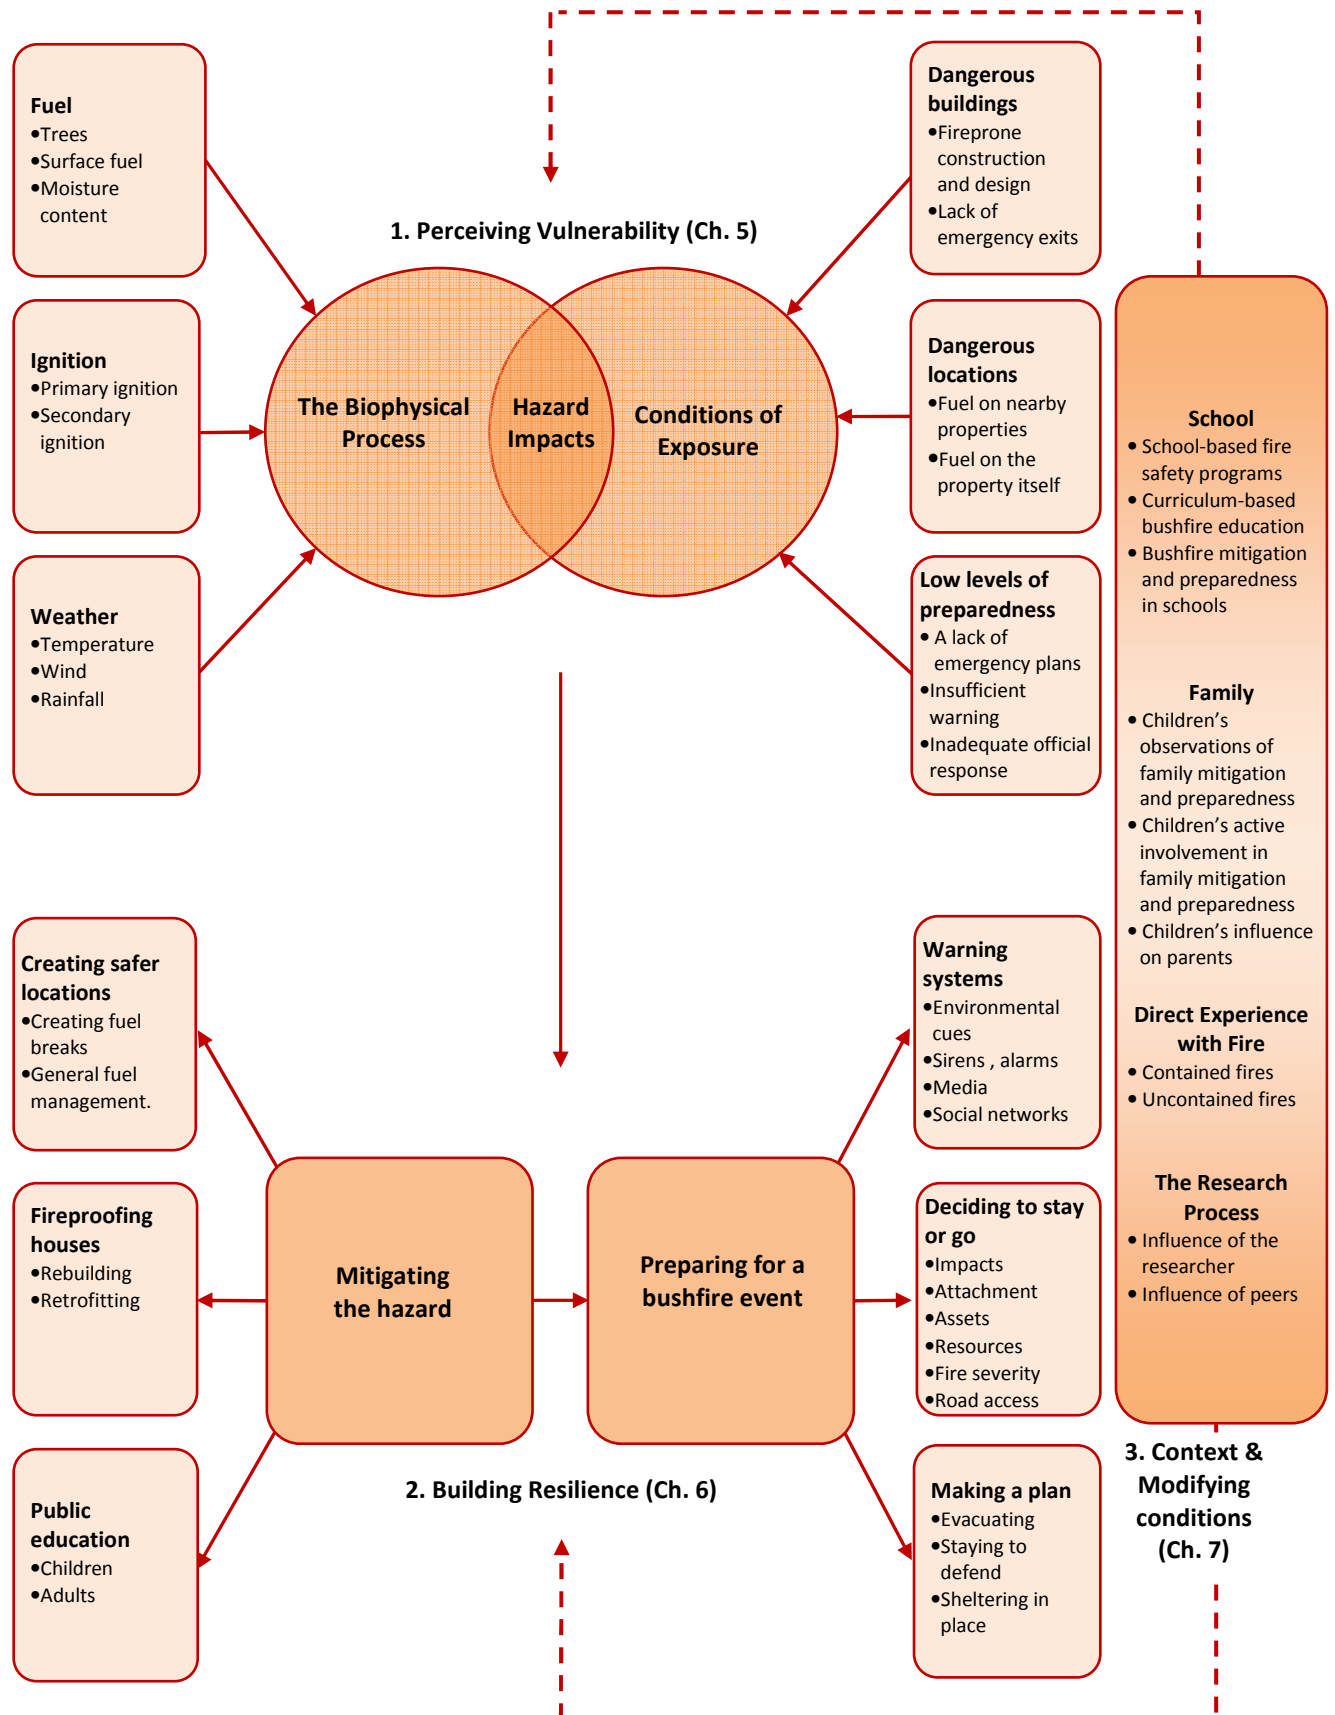 Fuel
•Trees
•Surface fuel
•Moisture
content
Ignition
•Primary ignition
•Secondary
ignition
Weather
•Temperature
•Wind
•Rainfall
1. Perceiving Vulnerability (Ch. 5)
The Biophysical
Process
Hazard
Impacts
Conditions of
Exposure
Dangerous
buildings
•Fireprone
construction
and design
•Lack of
emergency exits
Dangerous
locations
•Fuel on nearby
properties
•Fuel on the
property itself
Low levels of
preparedness
• A lack of
emergency plans
•Insufficient
warning
•Inadequate official
response
School
• School-based fire
safety programs
• Curriculum-based
bushfire education
• Bushfire mitigation
and preparedness
in schools
Family
• Children’s
observations of
family mitigation
and preparedness
• Children’s active
involvement in
family mitigation
and preparedness
• Children’s influence
on parents
Direct Experience
with Fire
• Contained fires
• Uncontained fires
The Research
Process
• Influence of the
researcher
• Influence of peers
3. Context &
Modifying
conditions
(Ch. 7)
Creating safer
locations
•Creating fuel
breaks
•General fuel
management.
Fireproofing
houses
•Rebuilding
•Retrofitting
Public
education
•Children
•Adults
Mitigating
the hazard
Preparing for a
bushfire event
2. Building Resilience (Ch. 6)
Warning
systems
•Environmental
cues
•Sirens , alarms
•Media
•Social networks
Deciding to stay
or go
•Impacts
•Attachment
•Assets
•Resources
•Fire severity
•Road access
Making a plan
•Evacuating
•Staying to
defend
•Sheltering in
place